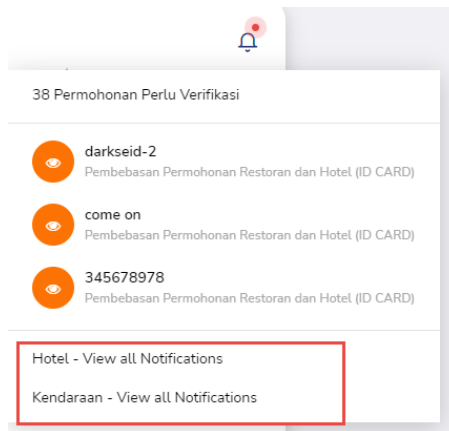 38 Permohonan Perlu Verifikasi
darkseid-2
Pembebasan Permohonan Restoran dan Hotel (ID CARD)
come on
Pembebasan Permohonan Restoran dan Hotel (ID CARD)
345678978
Pembebasan Permohonan Restoran dan Hotel (ID CARD)
Hotel - View all Notifications
Kendaraan - View all Notifications